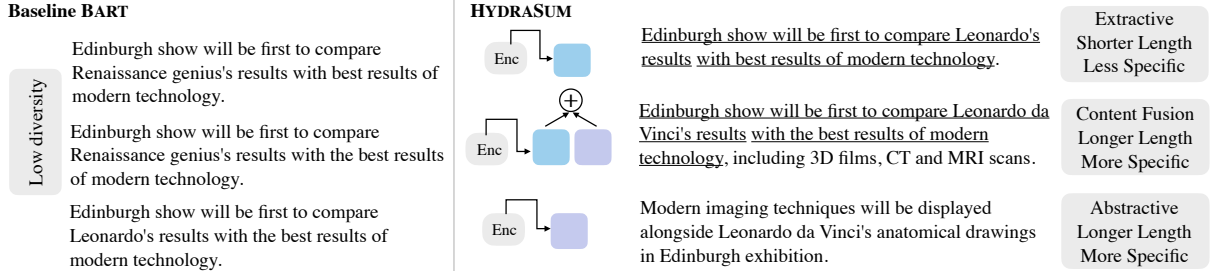 Baseline BART
Low diversity
Edinburgh show will be first to compare
Renaissance genius's results with best results of
modern technology.
Edinburgh show will be first to compare
Renaissance genius's results with the best results
of modern technology.
Edinburgh show will be first to compare
Leonardo's results with the best results of
modern technology.
HYDRASUM
Enc
Edinburgh show will be first to compare Leonardo's
results with best results of modern technology.
Extractive
Shorter Length
Less Specific
+
Enc
Edinburgh show will be first to compare Leonardo da
Vinci's results with the best results of modern
technology, including 3D films, CT and MRI scans.
Content Fusion
Longer Length
More Specific
Enc
Modern imaging techniques will be displayed
alongside Leonardo da Vinci's anatomical drawings
in Edinburgh exhibition.
Abstractive
Longer Length
More Specific